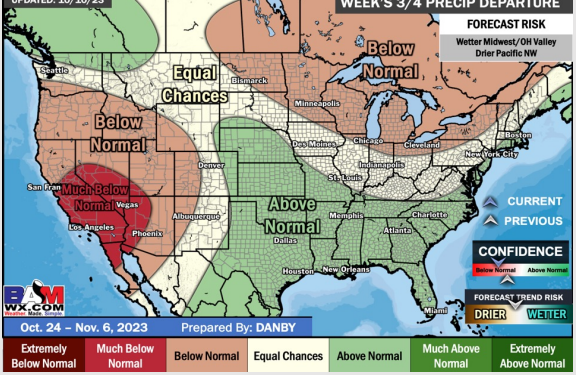 UPDATED: 10/10/23
WEEK'S 3/4 PRECIP DEPARTURE
FORECAST RISK
Wetter Midwest/OH Valley
Drier Pacific NW
Below
Normal
Seattle
Equal
Chances
Bismarck
Minneapolis
Below
Normal
Boston
Des Moines
Chicago
Cleveland
New York City
Denver
Indianapolis
St. Louis
San Fran
Much Below
Normal
Vegas
Los Angeles
Phoenix
Albuquerque
Above
Normal
Memphis
Charlotte
Atlanta
Dallas
Houston
New Orleans
Miami
CURRENT
PREVIOUS
CONFIDENCE
Below Normal
Above Normal
FORECAST TREND RISK
DRIER
WETTER
BAM
WX.COM
Weather. Made. Simple.
Oct. 24 – Nov. 6, 2023
Prepared By: DANBY
Extremely
Below Normal
Much Below
Normal
Below Normal
Equal Chances
Above Normal
Much Above
Normal
Extremely
Above Normal